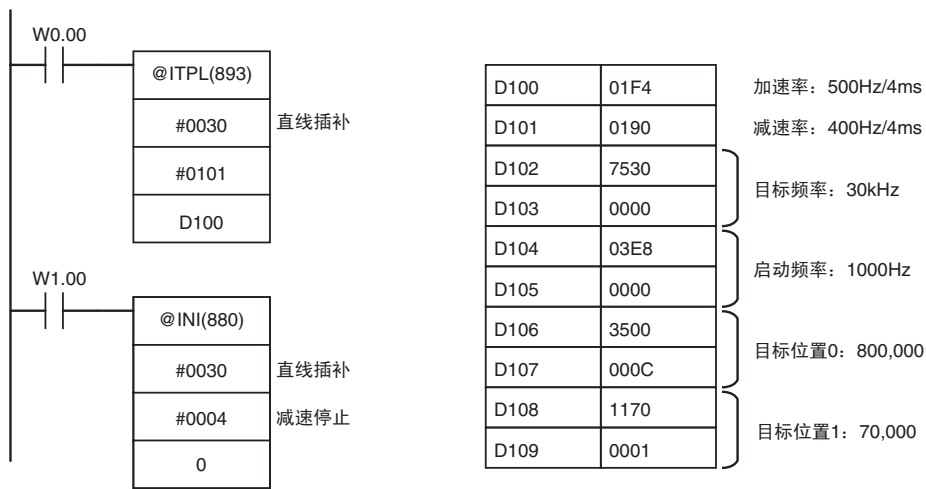 W0.00
@ITPL(893)
#0030 直线插补
#0101
D100
W1.00
@INI(880)
#0030 直线插补
#0004 减速停止
0
D100 01F4 加速率：500Hz/4ms
D101 0190 减速率：400Hz/4ms
D102 7530
目标频率：30kHz
D103 0000
D104 03E8
启动频率：1000Hz
D105 0000
D106 3500
目标位置0：800,000
D107 000C
D108 1170
目标位置1：70,000
D109 0001